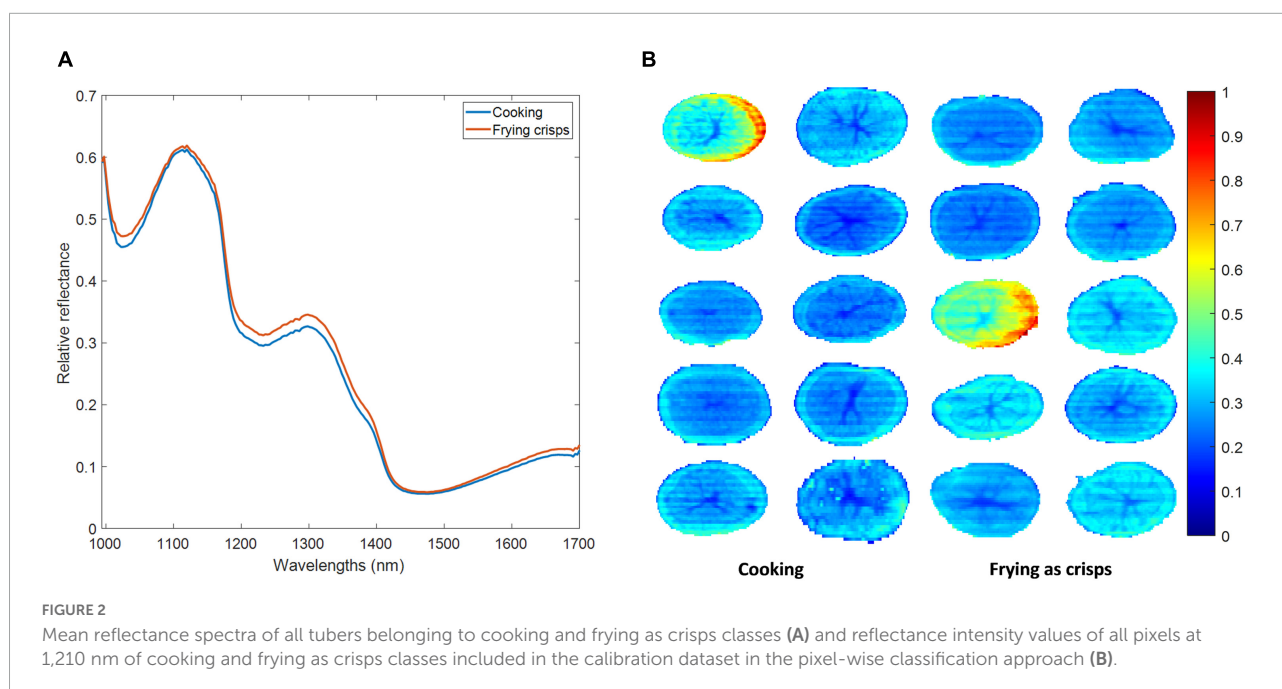 A
B
0.7
0.6
0.5
0.4
0.3
0.2
0.1
0
Relative reflectance
Cooking
Frying crisps
1000 1100 1200 1300 1400 1500 1600 1700
Wavelengths (nm)
1
0.9
0.8
0.7
0.6
0.5
0.4
0.3
0.2
0.1
0
Cooking
Frying as crisps
FIGURE 2
Mean reflectance spectra of all tubers belonging to cooking and frying as crisps classes (A) and reflectance intensity values of all pixels at
1,210 nm of cooking and frying as crisps classes included in the calibration dataset in the pixel-wise classification approach (B).